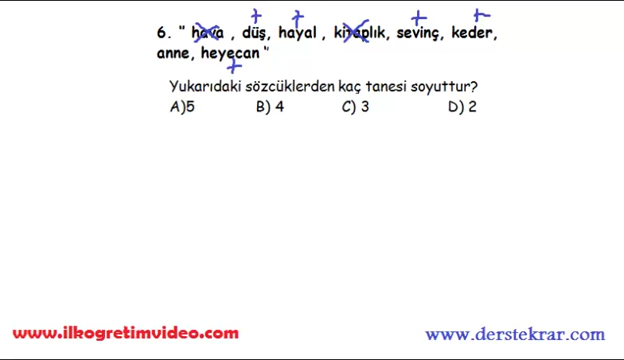 6. " hava , düş, hayal , kitaplık, sevinç, keder,
anne, heyecan "
Yukarıdaki sözcüklerden kaç tanesi soyuttur?
A)5 B) 4 C) 3 D) 2
www.ilkogretimvideo.com www.derstekrar.com